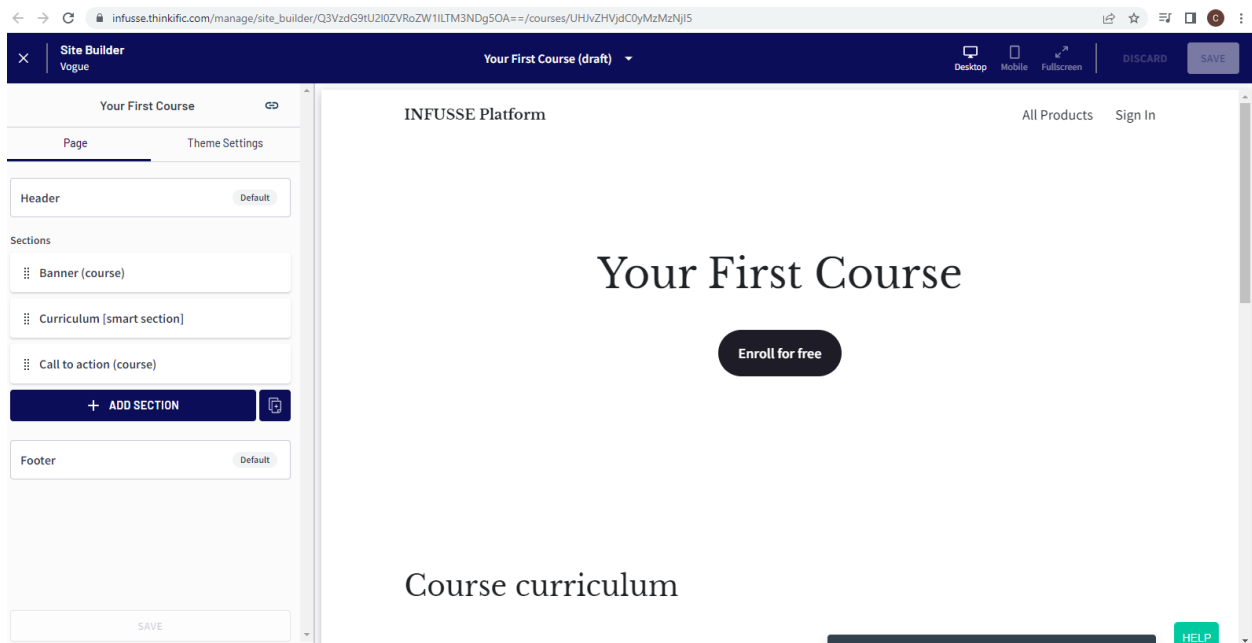 infusse.thinkific.com/manage/site_builder/Q3VzdG9tU2l0ZVRoZW1lLTM3NDg5OA==/courses/UHJvZHVjdC0yMzMzNjI5
C
Site Builder
Vogue
Your First Course (draft)
Desktop
Mobile
Fullscreen
DISCARD
SAVE
Your First Course
Page
Theme Settings
Header
Default
Sections
Banner (course)
Curriculum [smart section]
Call to action (course)
+ ADD SECTION
Footer
Default
SAVE
INFUSSE Platform
All Products
Sign In
Your First Course
Enroll for free
Course curriculum
HELP